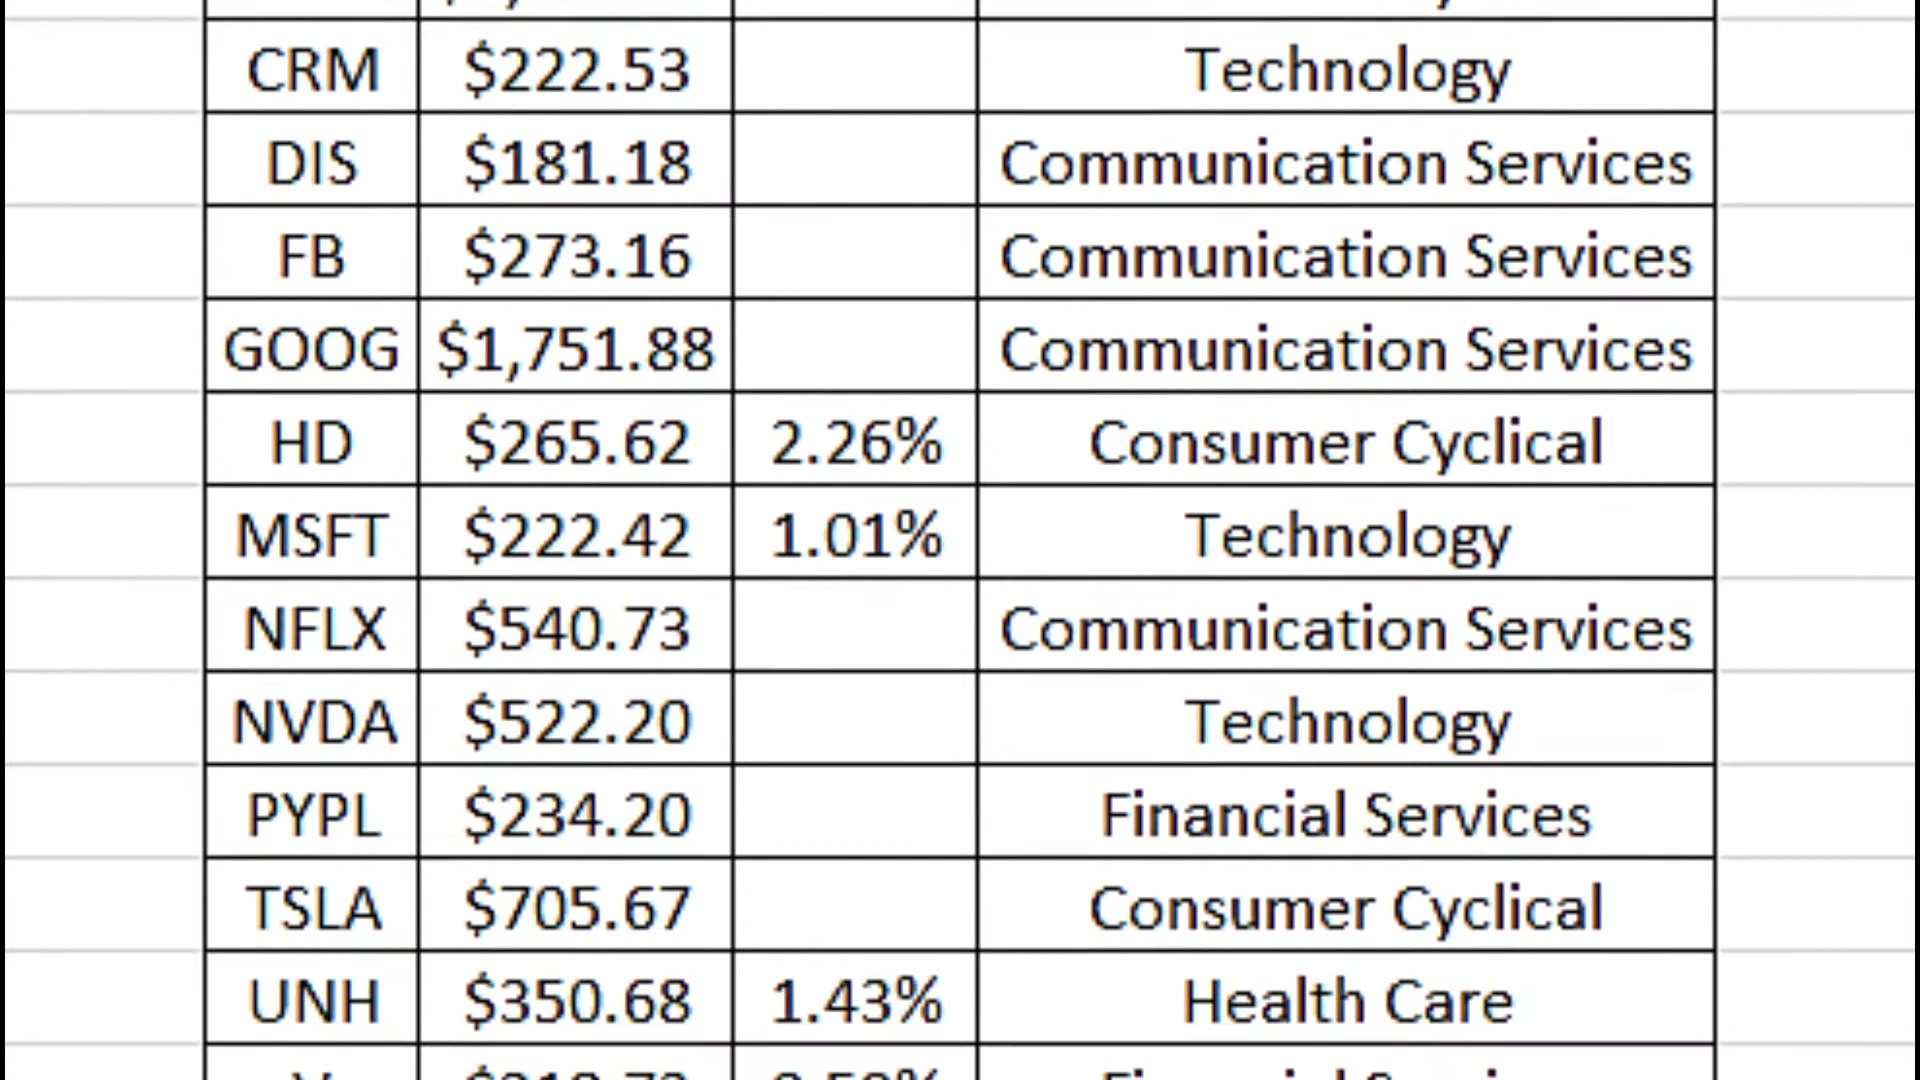 CRM $222.53 Technology
DIS $181.18 Communication Services
FB $273.16 Communication Services
GOOG $1,751.88 Communication Services
HD $265.62 2.26% Consumer Cyclical
MSFT $222.42 1.01% Technology
NFLX $540.73 Communication Services
NVDA $522.20 Technology
PYPL $234.20 Financial Services
TSLA $705.67 Consumer Cyclical
UNH $350.68 1.43% Health Care